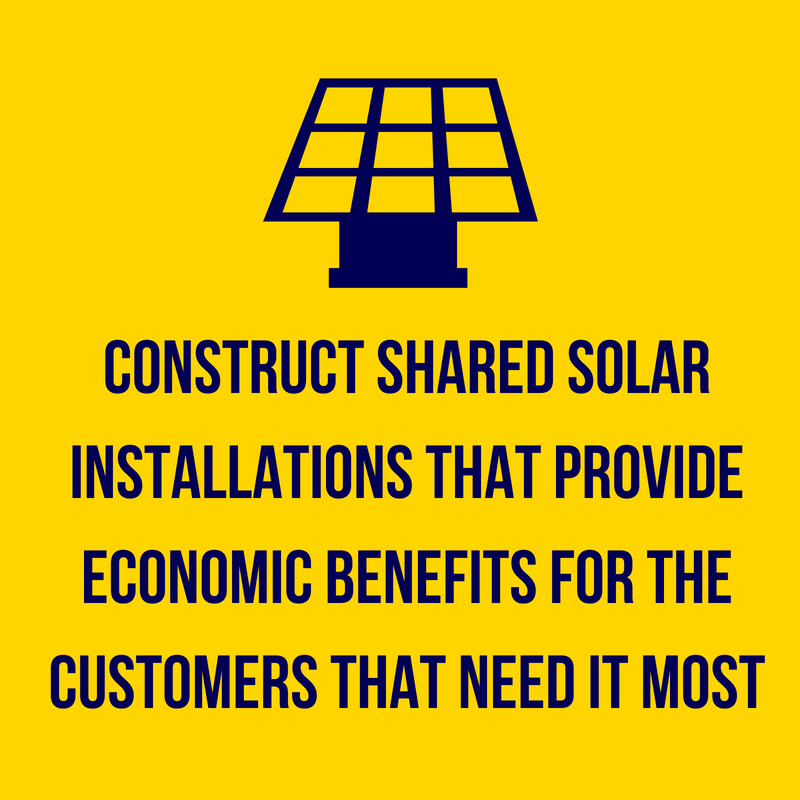 CONSTRUCT SHARED SOLAR
INSTALLATIONS THAT PROVIDE
ECONOMIC BENEFITS FOR THE
CUSTOMERS THAT NEED IT MOST